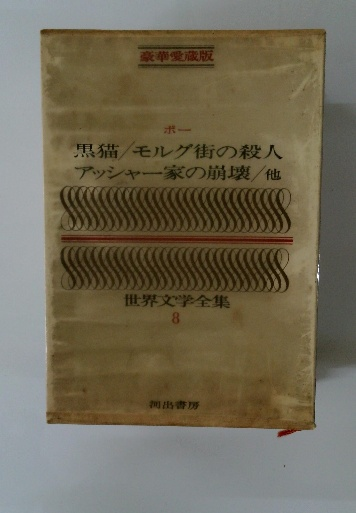 豪華愛蔵版
ポー
黒猫/モルグ街の殺人
アッシャー家の崩壊/他
世界文学全集
8
河出書房